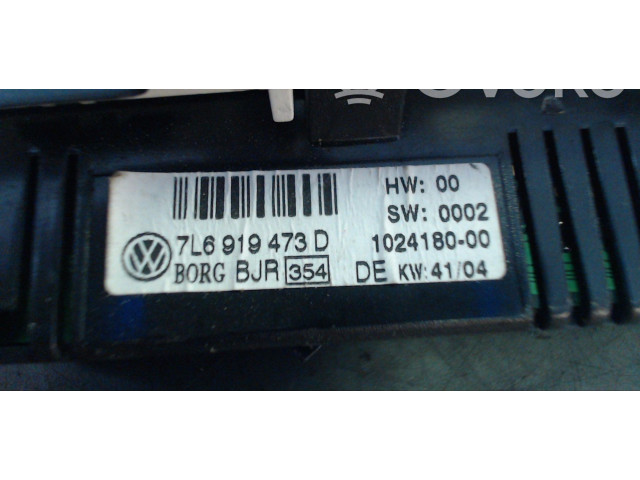 HW: 00
SW: 0002
7L6 919 473 D
1024180-00
BORG BJR 354 DE KW: 41/04